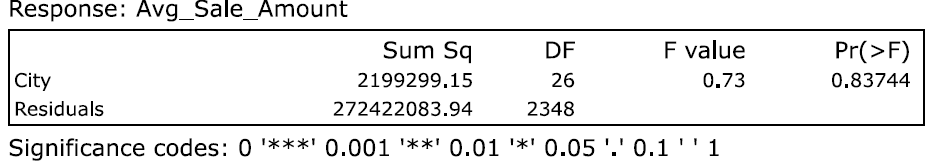 Response: Avg_Sale_Amount
Sum Sq DF F value Pr(>F)
City 2199299.15 26 0.73 0.83744
Residuals 272422083.94 2348
Significance codes: 0 '***' 0.001 '**' 0.01 '*' 0.05 '.' 0.1 ' ' 1